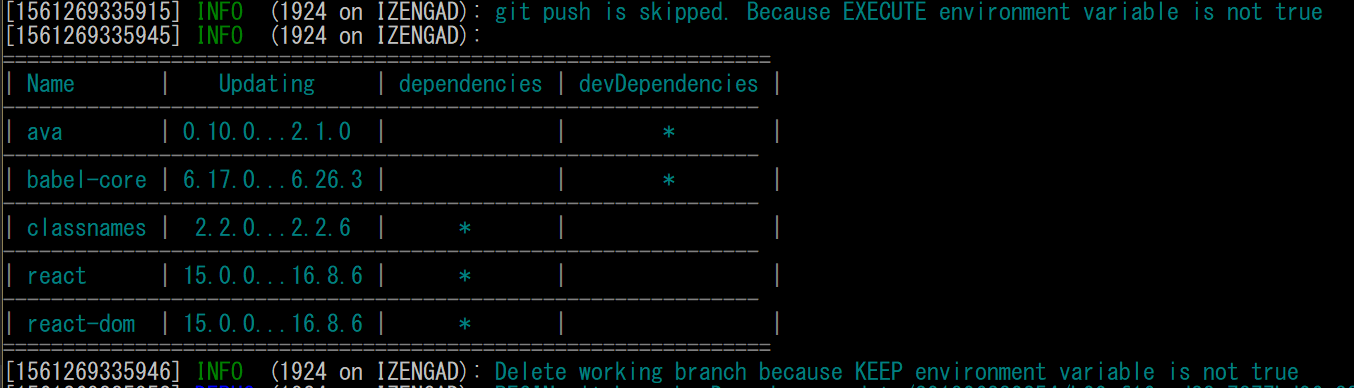 [1561269335915] INFO (1924 on IZENGAD): git push is skipped. Because EXECUTE environment variable is not true
[1561269335945] INFO (1924 on IZENGAD):
| Name | Updating | dependencies | devDependencies |
| ava | 0.10.0...2.1.0 | | * |
| babel-core | 6.17.0...6.26.3 | | * |
| classnames | 2.2.0...2.2.6 | * | |
| react | 15.0.0...16.8.6 | * | |
| react-dom | 15.0.0...16.8.6 | * | |
[1561269335946] INFO (1924 on IZENGAD): Delete working branch because KEEP environment variable is not true